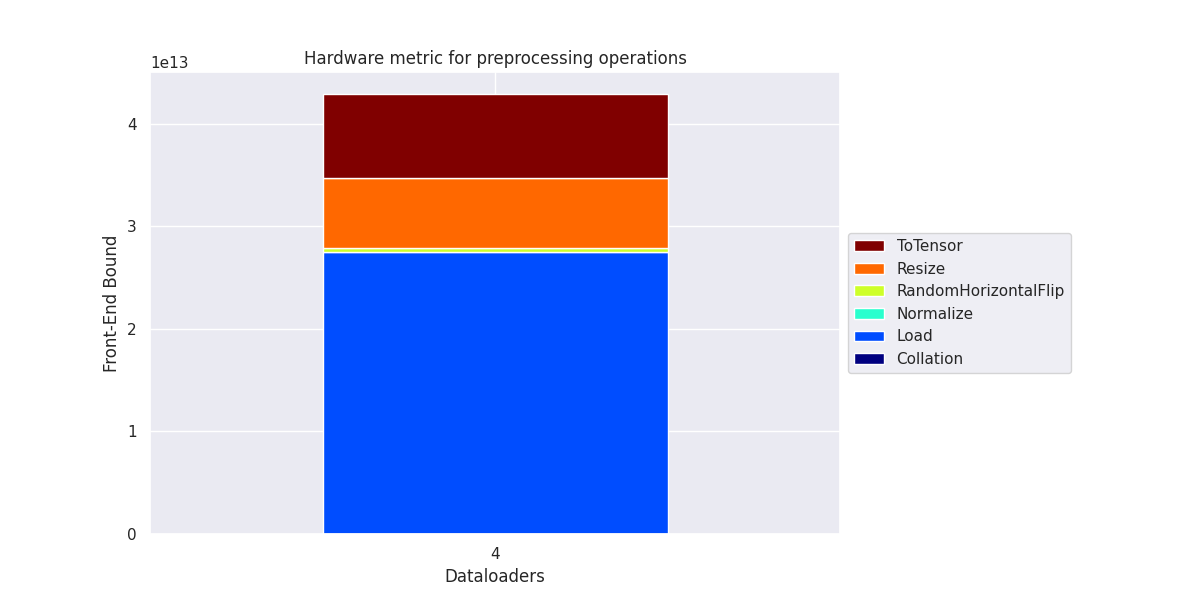 Hardware metric for preprocessing operations
1e13
4
3
2
1
0
Front-End Bound
4
Dataloaders
ToTensor
Resize
RandomHorizontalFlip
Normalize
Load
Collation